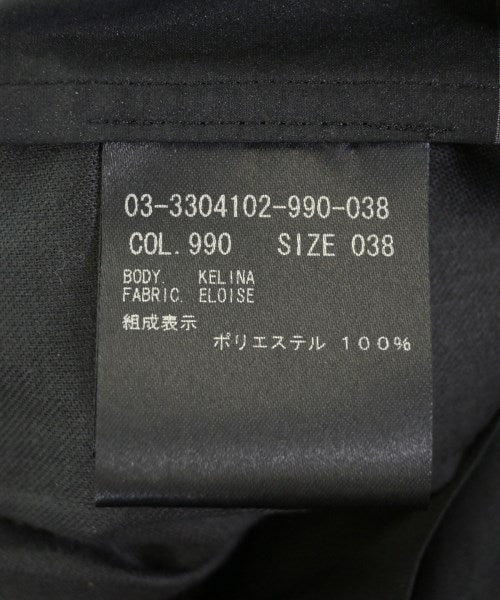 03-3304102-990-038
COL. 990 SIZE 038
BODY. KELINA
FABRIC. ELOISE
組成表示
ポリエステル 100%